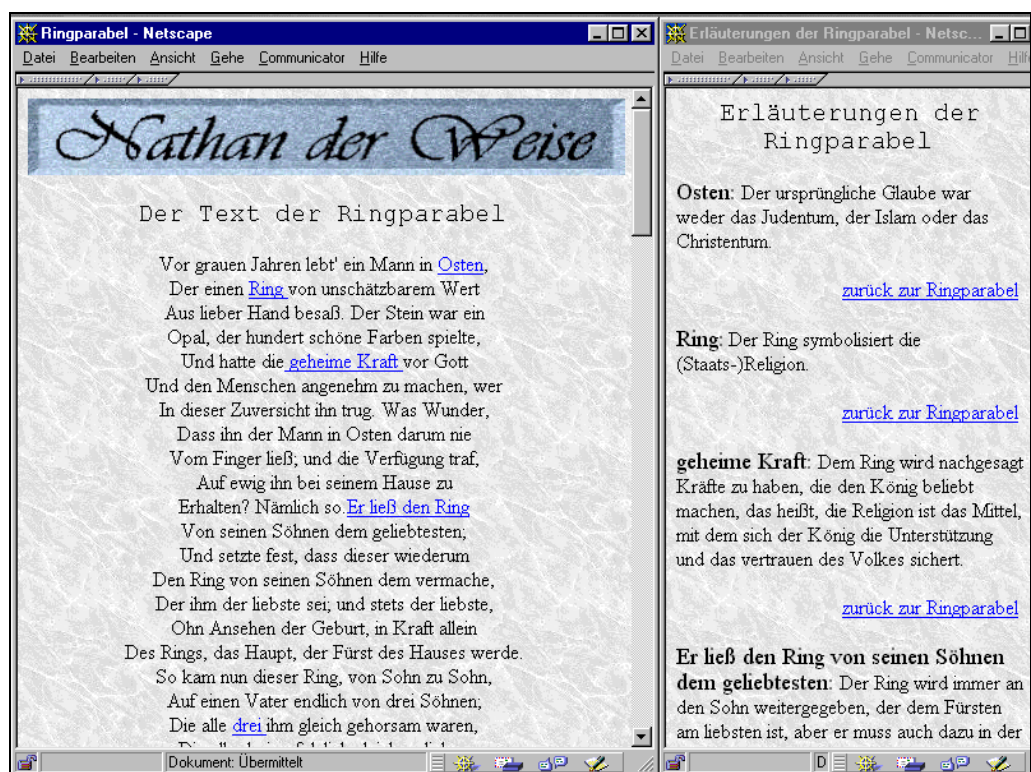 Ringparabel - Netscape
Datei Bearbeiten Ansicht Gehe Communicator Hilfe
Nathan der Weise
Der Text der Ringparabel
Vor grauen Jahren lebt' ein Mann in Osten,
Der einen Ring von unschätzbarem Wert
Aus lieber Hand besaß. Der Stein war ein
Opal, der hundert schöne Farben spielte,
Und hatte die geheime Kraft vor Gott
Und den Menschen angenehm zu machen, wer
In dieser Zuversicht ihn trug. Was Wunder,
Dass ihn der Mann in Osten darum nie
Vom Finger ließ; und die Verfügung traf,
Auf ewig ihn bei seinem Hause zu
Erhalten? Nämlich so.Er ließ den Ring
Von seinen Söhnen dem geliebtesten;
Und setzte fest, dass dieser wiederum
Den Ring von seinen Söhnen dem vermache,
Der ihm der liebste sei; und stets der liebste,
Ohn Ansehen der Geburt, in Kraft allein
Des Rings, das Haupt, der Fürst des Hauses werde.
So kam nun dieser Ring, von Sohn zu Sohn,
Auf einen Vater endlich von drei Söhnen;
Die alle drei ihm gleich gehorsam waren,
Dokument: Übermittelt
Erläuterungen der Ringparabel - Netsc...
Datei Bearbeiten Ansicht Gehe Communicator Hilf
Erläuterungen der
Ringparabel
Osten: Der ursprüngliche Glaube war
weder das Judentum, der Islam oder das
Christentum.
zurück zur Ringparabel
Ring: Der Ring symbolisiert die
(Staats-)Religion.
zurück zur Ringparabel
geheime Kraft: Dem Ring wird nachgesagt
Kräfte zu haben, die den König beliebt
machen, das heißt, die Religion ist das Mittel,
mit dem sich der König die Unterstützung
und das vertrauen des Volkes sichert.
zurück zur Ringparabel
Er ließ den Ring von seinen Söhnen
dem geliebtesten: Der Ring wird immer an
den Sohn weitergegeben, der dem Fürsten
am liebsten ist, aber er muss auch dazu in der
D